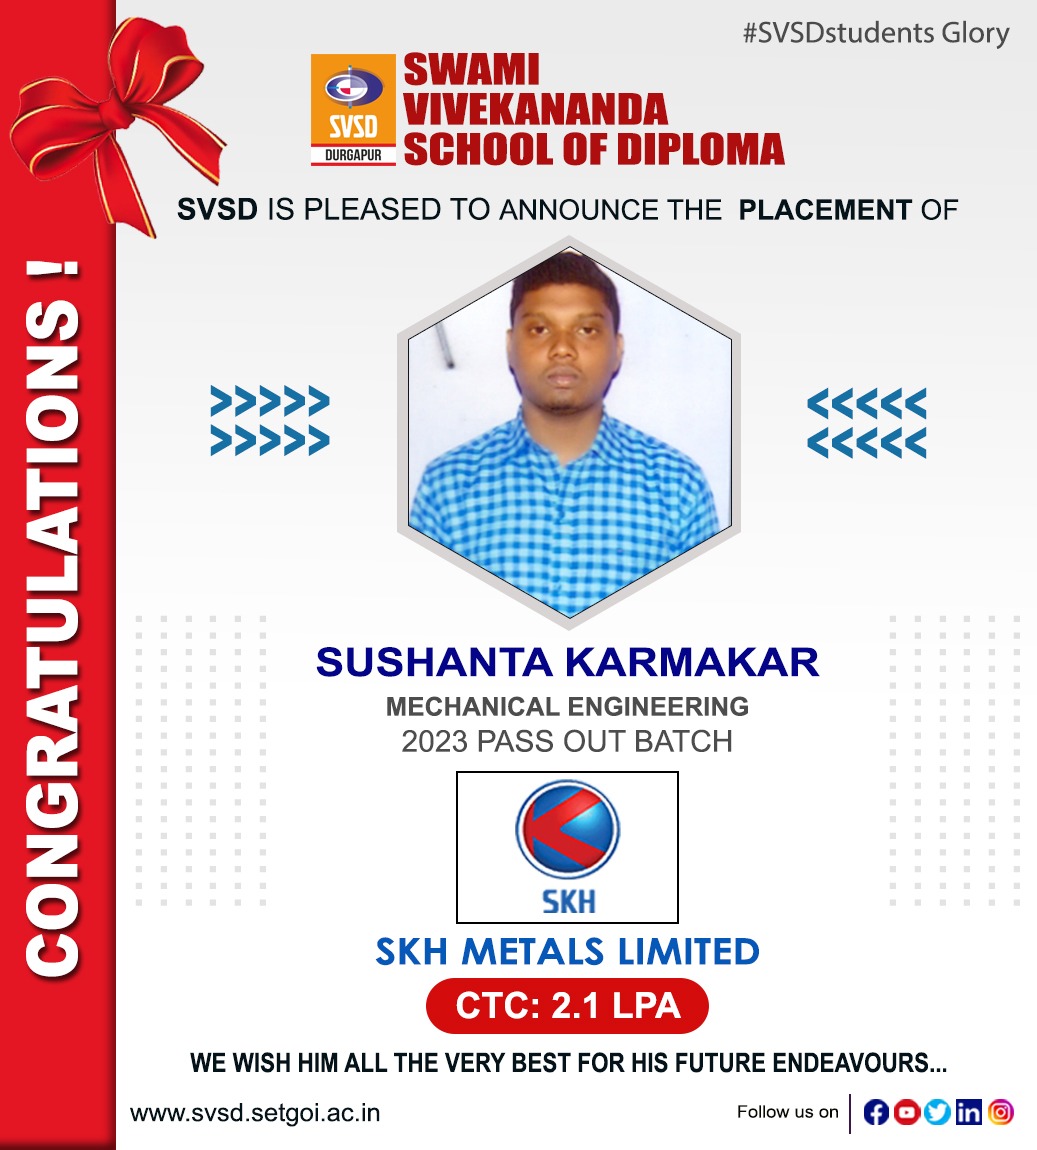 #SVSDstudents Glory
SVSD
DURGAPUR
SWAMI
VIVEKANANDA
SCHOOL OF DIPLOMA
SVSD IS PLEASED TO ANNOUNCE THE PLACEMENT OF
CONGRATULATIONS !
>>>>> <<<<<
>>>>> <<<<<
SUSHANTA KARMAKAR
MECHANICAL ENGINEERING
2023 PASS OUT BATCH
SKH
SKH METALS LIMITED
CTC: 2.1 LPA
WE WISH HIM ALL THE VERY BEST FOR HIS FUTURE ENDEAVOURS...
www.svsd.setgoi.ac.in
Follow us on